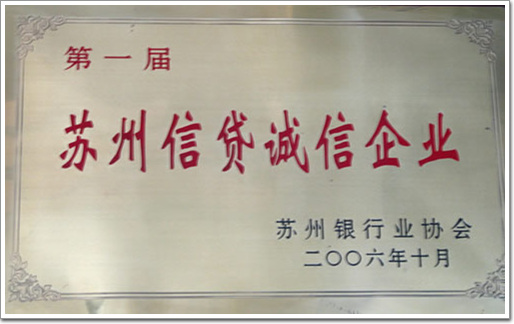 第一届
苏州信贷诚信企业
苏州银行业协会
二〇〇六年十月